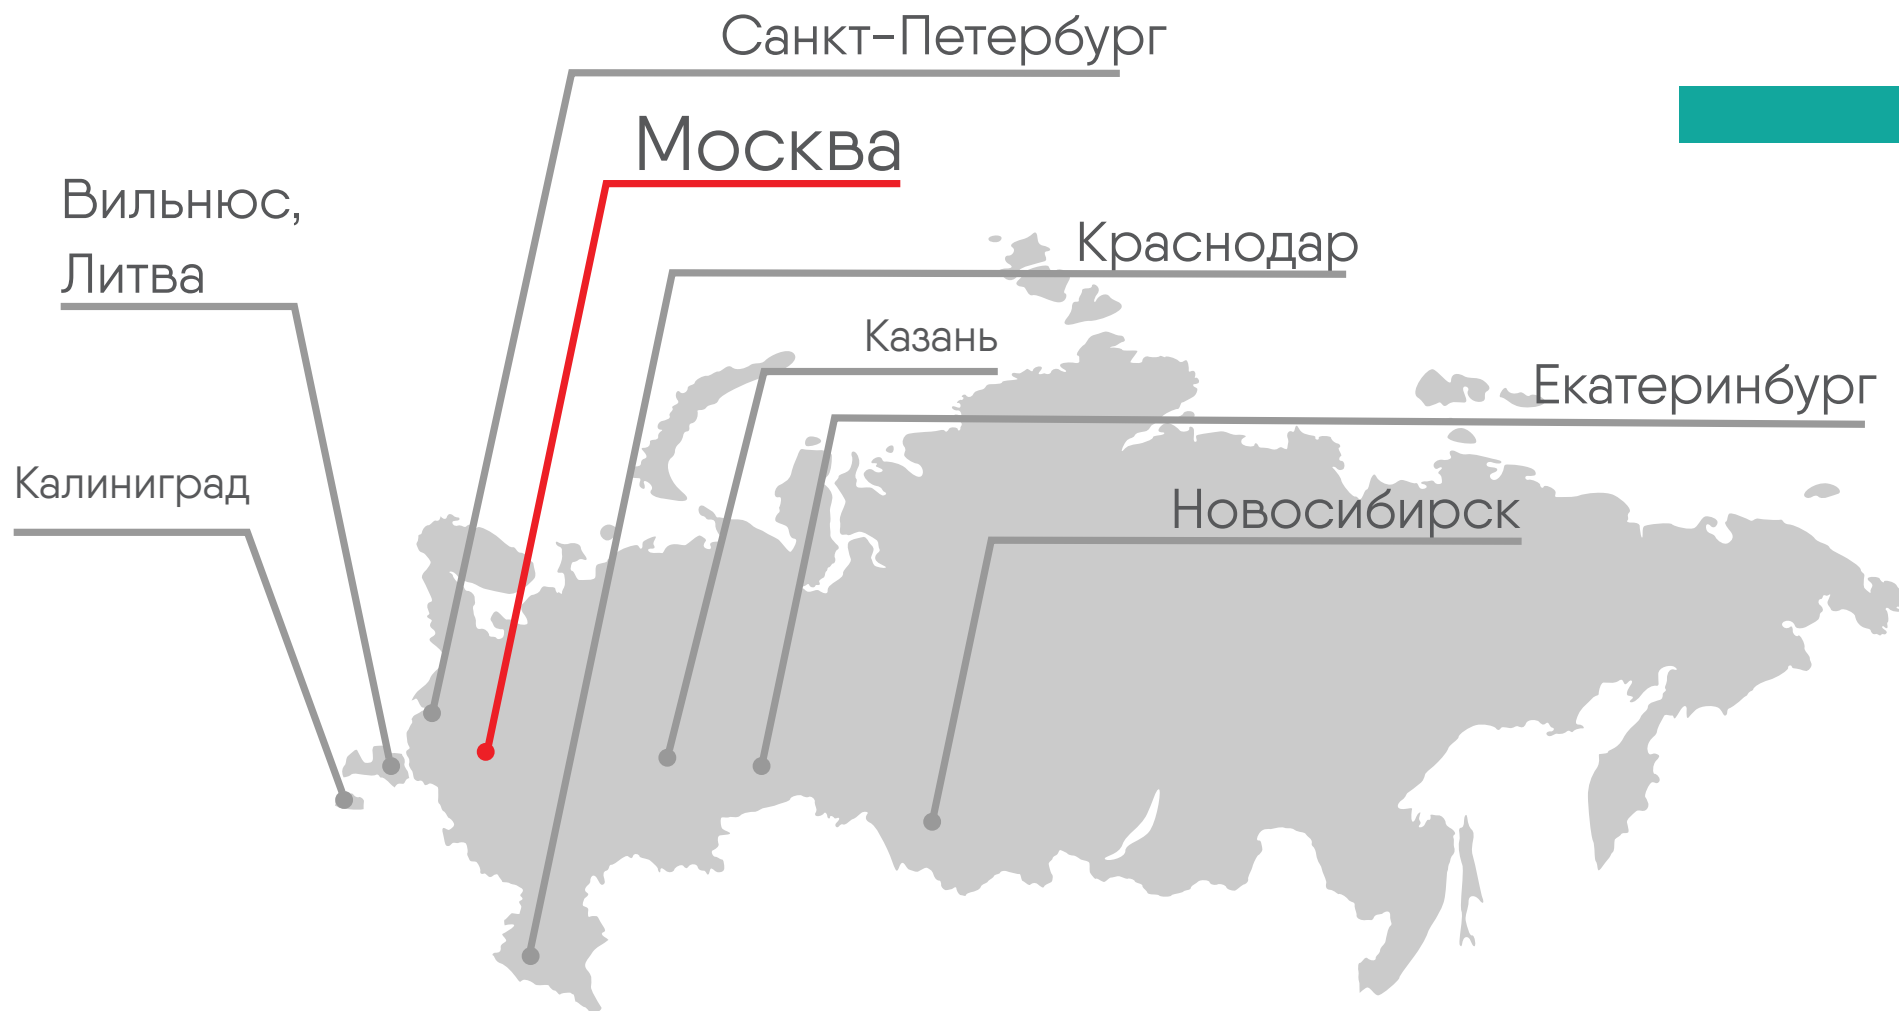 Санкт-Петербург
Москва
Вильнюс,
Литва
Краснодар
Казань
Екатеринбург
Калиниград
Новосибирск